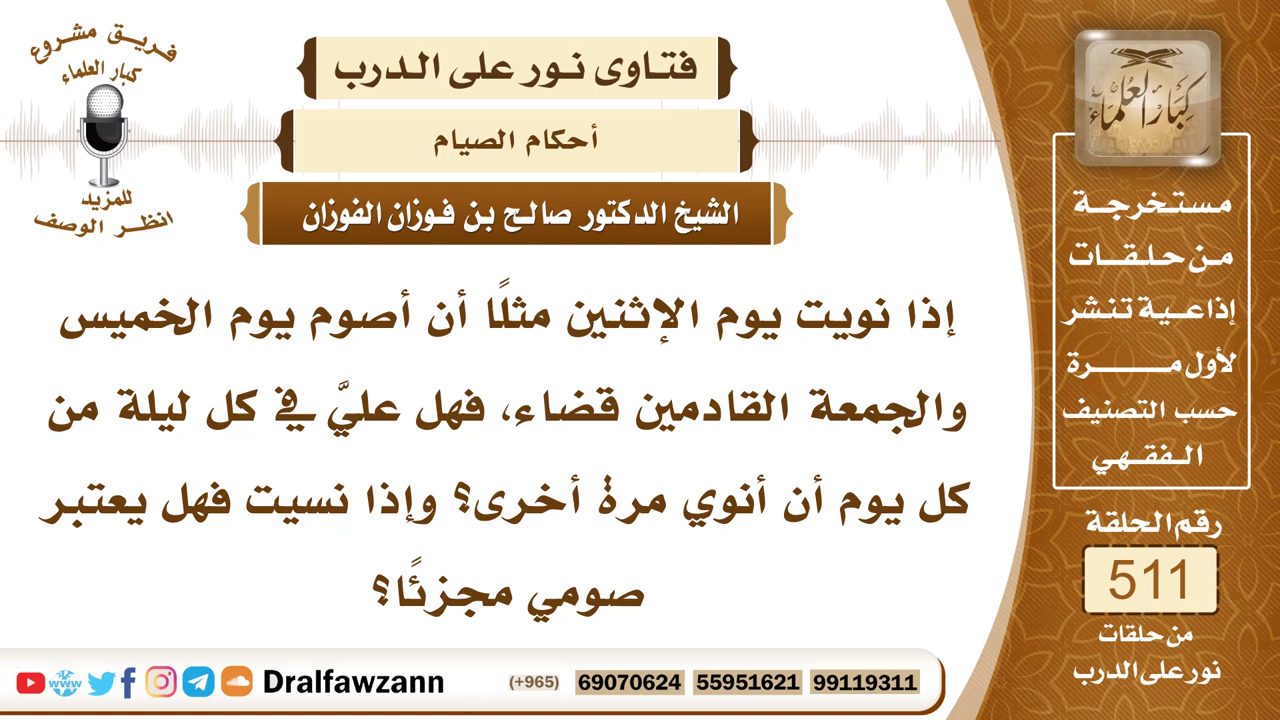 فريق مشروع
كبار العلماء
للمزيد
انظر الوصف
فتاوى نور على الدرب
أحكام الصيام
الشيخ الدكتور صالح بن فوزان الفوزان
إذا نويت يوم الإثنين مثلًا أن أصوم يوم الخميس
والجمعة القادمين قضاء، فهل عليَّ في كل ليلة من
كل يوم أن أنوي مرة أخرى؟ وإذا نسيت فهل يعتبر
صومي مجزئًا؟
كبار العلماء
مستخرجة
من حلقات
إذاعية تنشر
لأول مرة
حسب التصنيف
الفقهي
رقم الحلقة
511
من حلقات
نور على الدرب
www Dralfawzann (+965) 69070624 55951621 99119311